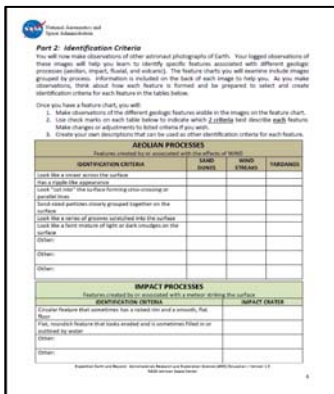 NASA
National Aeronautics and
Space Administration
Part 2: Identification Criteria
You will now make observations of other astronaut photographs of Earth. Your logged observations of
these images will help you learn to identify specific features associated with different geologic
processes (aeolian, impact, fluvial, and volcanic). The feature charts you will examine include images
grouped by process. Information is included on the back of each image to help you. As you make
observations, think about how each feature is formed and be prepared to select and create
identification criteria for each feature in the tables below.
Once you have a feature chart, you will:
1. Make observations of the different geologic features visible in the images on the feature chart.
2. Use check marks on each table below to indicate which 2 criteria best describe each feature.
Make changes or adjustments to listed criteria if you wish.
3. Create your own descriptions that can be used as other identification criteria for each feature.
AEOLIAN PROCESSES
Features created by or associated with the effects of WIND
IDENTIFICATION CRITERIA SAND DUNES WIND STREAKS YARDANGS
Look like a smear across the surface
Has a ripple-like appearance
Look "cut into" the surface forming criss-crossing or
parallel lines
Sand-sized particles closely grouped together on the
surface
Look like a series of grooves scratched into the surface
Look like a faint mixture of light or dark smudges on the
surface
Other:
Other:
Other:
IMPACT PROCESSES
Features created by or associated with a meteor striking the surface
IDENTIFICATION CRITERIA IMPACT CRATER
Circular feature that sometimes has a raised rim and a smooth, flat
floor
Flat, roundish feature that looks eroded and is sometimes filled in or
outlined by water
Other:
Other: